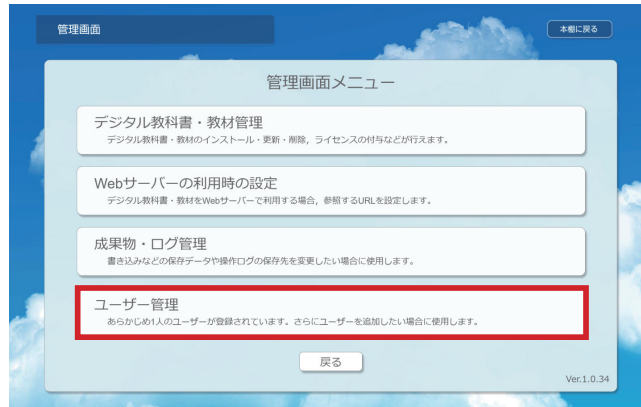 管理画面
本棚に戻る
管理画面メニュー
デジタル教科書・教材管理
デジタル教科書・教材のインストール・更新・削除，ライセンスの付与などが行えます。
Webサーバーの利用時の設定
デジタル教科書・教材をWebサーバーで利用する場合，参照するURLを設定します。
成果物・ログ管理
書き込みなどの保存データや操作ログの保存先を変更したい場合に使用します。
ユーザー管理
あらかじめ1人のユーザーが登録されています。さらにユーザーを追加したい場合に使用します。
戻る
Ver.1.0.34